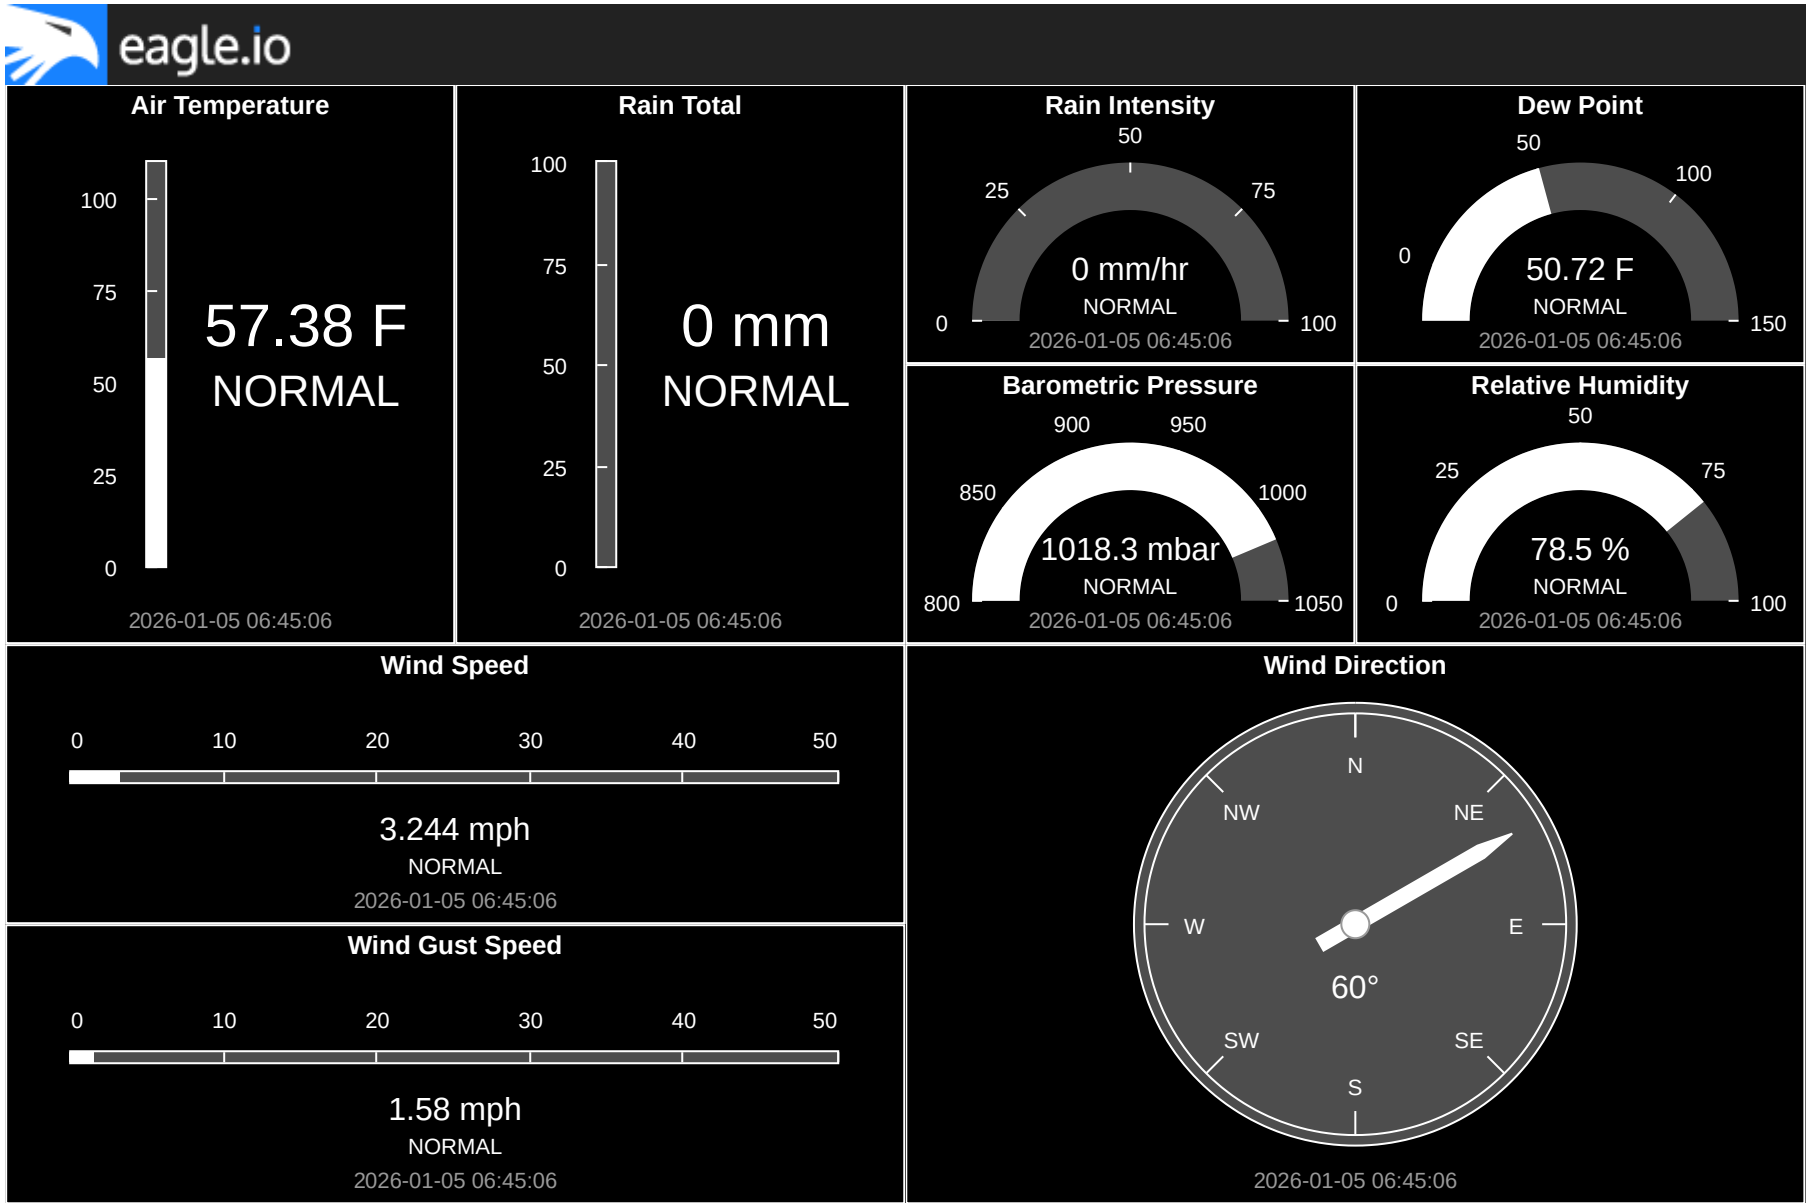 eagle.io
Air Temperature
100
75
50
25
0
57.38 F
NORMAL
2026-01-05 06:45:06
Rain Total
100
75
50
25
0
0 mm
NORMAL
2026-01-05 06:45:06
Rain Intensity
0
25
50
75
100
0 mm/hr
NORMAL
2026-01-05 06:45:06
Dew Point
0
50
100
150
50.72 F
NORMAL
2026-01-05 06:45:06
Barometric Pressure
800
850
900
950
1000
1050
1018.3 mbar
NORMAL
2026-01-05 06:45:06
Relative Humidity
0
25
50
75
100
78.5 %
NORMAL
2026-01-05 06:45:06
Wind Speed
0 10 20 30 40 50
3.244 mph
NORMAL
2026-01-05 06:45:06
Wind Gust Speed
0 10 20 30 40 50
1.58 mph
NORMAL
2026-01-05 06:45:06
Wind Direction
N
NW NE
W E
60°
SW SE
S
2026-01-05 06:45:06